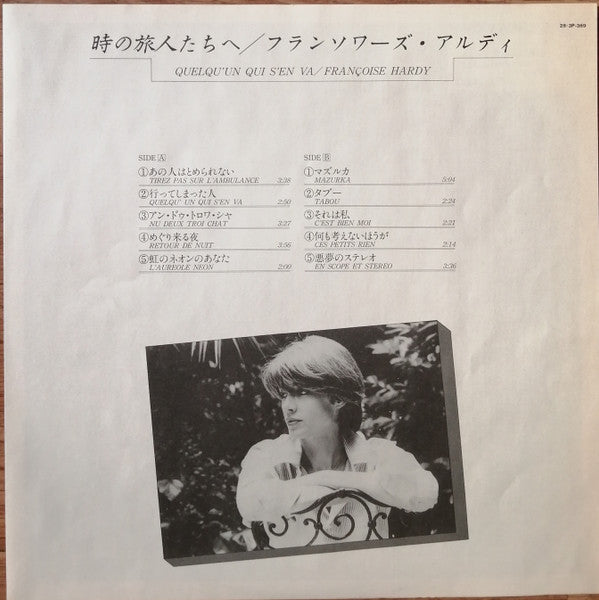 28・3P-369
時の旅人たちへ／フランソワーズ・アルディ
QUELQU'UN QUI S'EN VA/FRANÇOISE HARDY
SIDE A
①あの人はとめられない
TIREZ PAS SUR L'AMBULANCE 3:38
②行ってしまった人
QUELQU' UN QUI S'EN VA 2:50
③アン・ドゥ・トロワ・シャ
NU DEUX TROI CHAT 3:27
④めぐり来る夜
RETOUR DE NUIT 3:56
⑤虹のネオンのあなた
L'AUREOLE NEON 2:00
SIDE B
①マズルカ
MAZURKA 5:04
②タブー
TABOU 2:24
③それは私
C'EST BIEN MOI 2:21
④何も考えないほうが
CES PETITS RIEN 2:14
⑤悪夢のステレオ
EN SCOPE ET STEREO 3:36